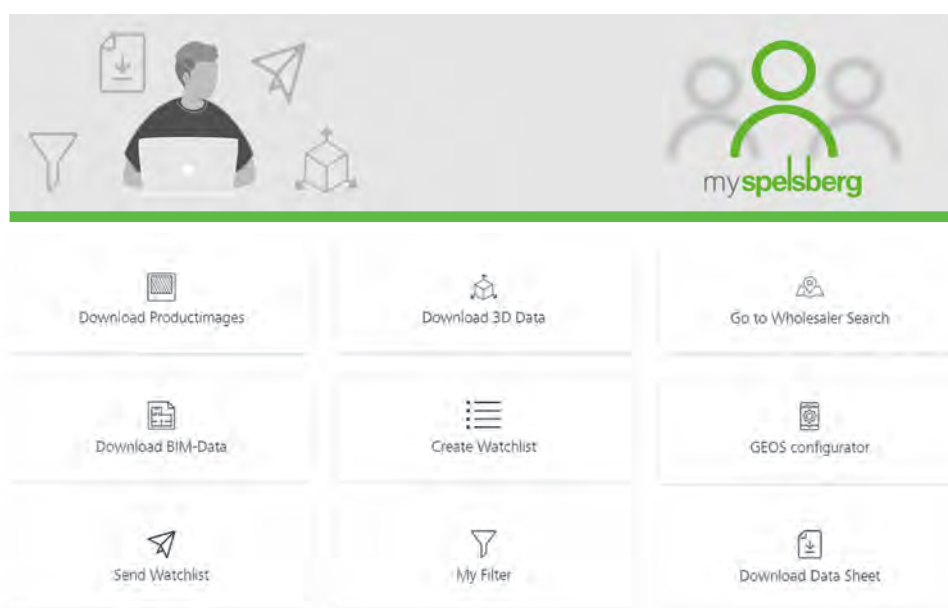 myspelsberg
Download Productimages
Download 3D Data
Go to Wholesaler Search
Download BIM-Data
Create Watchlist
GEOS configurator
Send Watchlist
My Filter
Download Data Sheet